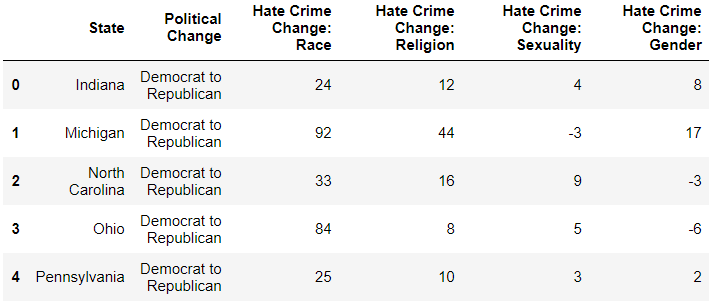 State Political Change Hate Crime Change: Race Hate Crime Change: Religion Hate Crime Change: Sexuality Hate Crime Change: Gender
0 Indiana Democrat to Republican 24 12 4 8
1 Michigan Democrat to Republican 92 44 -3 17
2 North Carolina Democrat to Republican 33 16 9 -3
3 Ohio Democrat to Republican 84 8 5 -6
4 Pennsylvania Democrat to Republican 25 10 3 2